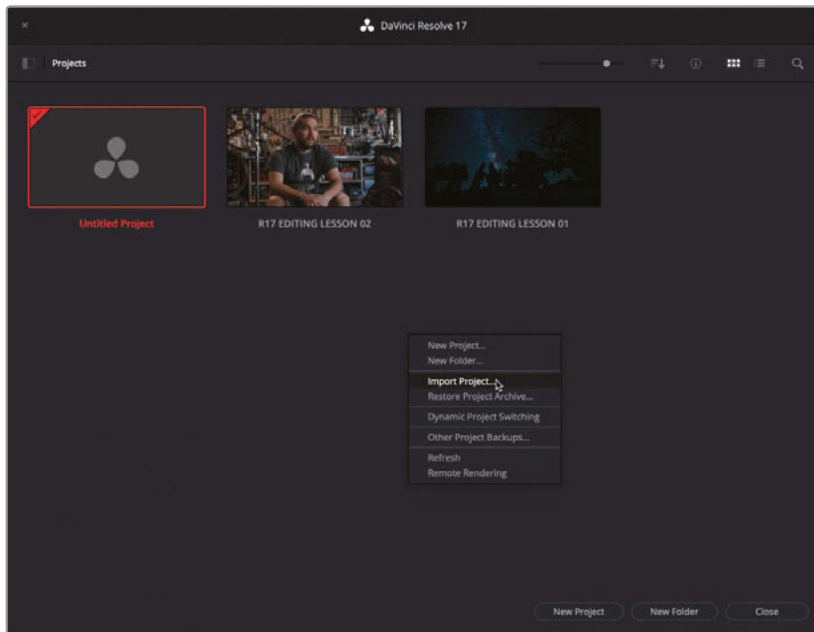 DaVinci Resolve 17
Projects
Untitled Project
R17 EDITING LESSON 02
R17 EDITING LESSON 01
New Project...
New Folder...
Import Project...
Restore Project Archive...
Dynamic Project Switching
Other Project Backups...
Refresh
Remote Rendering
New Project
New Folder
Close